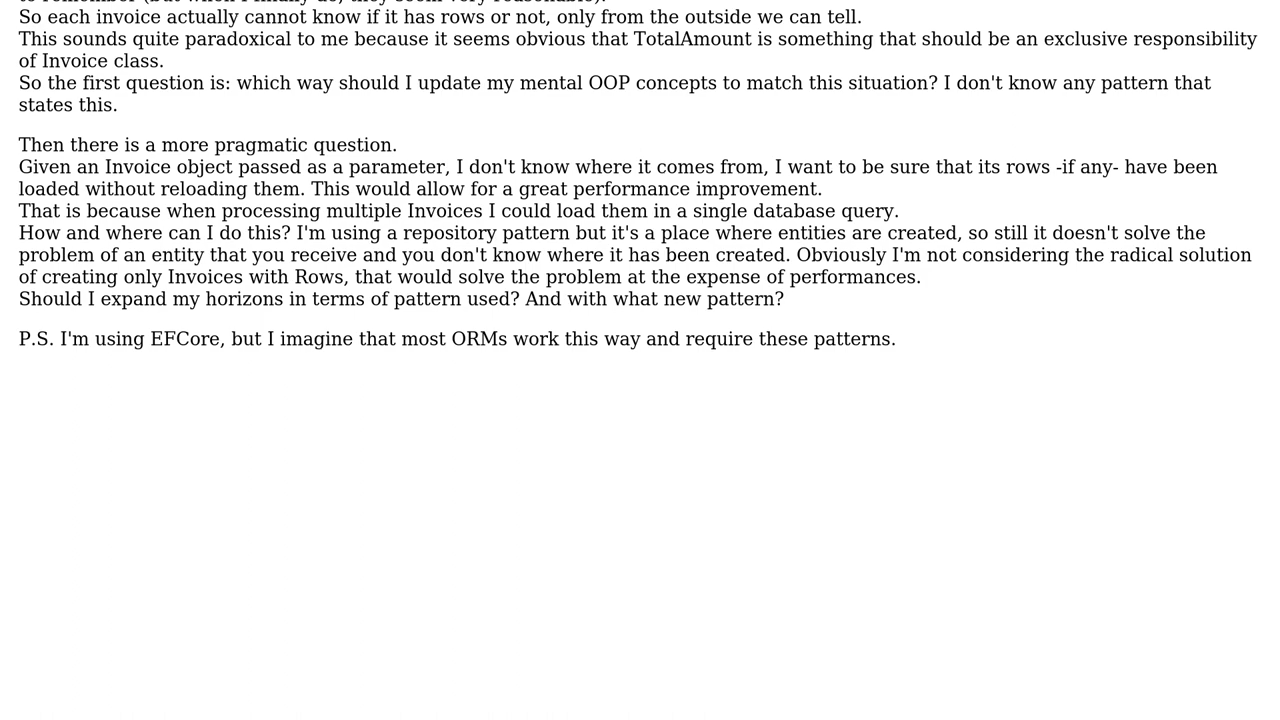 to remember (but when I finally do, they seem very reasonable).
So each invoice actually cannot know if it has rows or not, only from the outside we can tell.
This sounds quite paradoxical to me because it seems obvious that TotalAmount is something that should be an exclusive responsibility
of Invoice class.
So the first question is: which way should I update my mental OOP concepts to match this situation? I don't know any pattern that
states this.
Then there is a more pragmatic question.
Given an Invoice object passed as a parameter, I don't know where it comes from, I want to be sure that its rows -if any- have been
loaded without reloading them. This would allow for a great performance improvement.
That is because when processing multiple Invoices I could load them in a single database query.
How and where can I do this? I'm using a repository pattern but it's a place where entities are created, so still it doesn't solve the
problem of an entity that you receive and you don't know where it has been created. Obviously I'm not considering the radical solution
of creating only Invoices with Rows, that would solve the problem at the expense of performances.
Should I expand my horizons in terms of pattern used? And with what new pattern?
P.S. I'm using EFCore, but I imagine that most ORMs work this way and require these patterns.